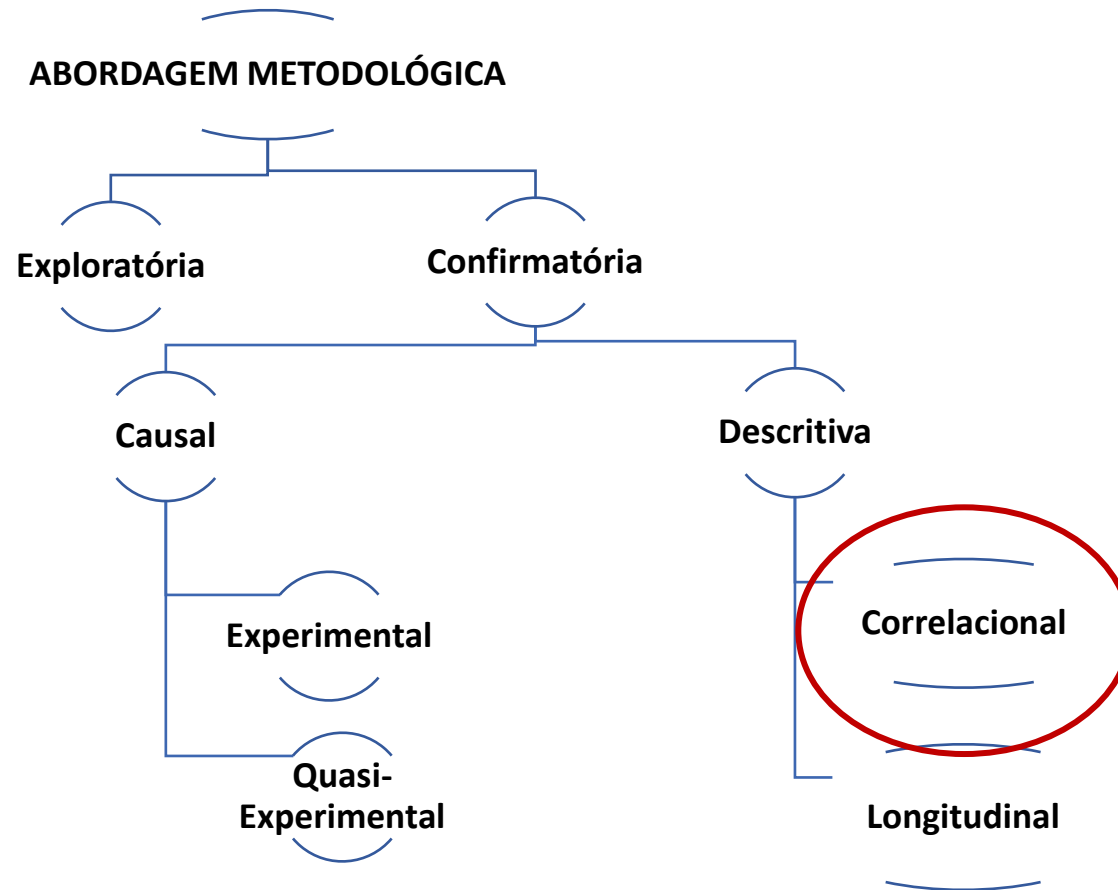 ABORDAGEM METODOLÓGICA
Exploratória
Confirmatória
Causal
Descritiva
Experimental
Correlacional
Quasi-
Experimental
Longitudinal